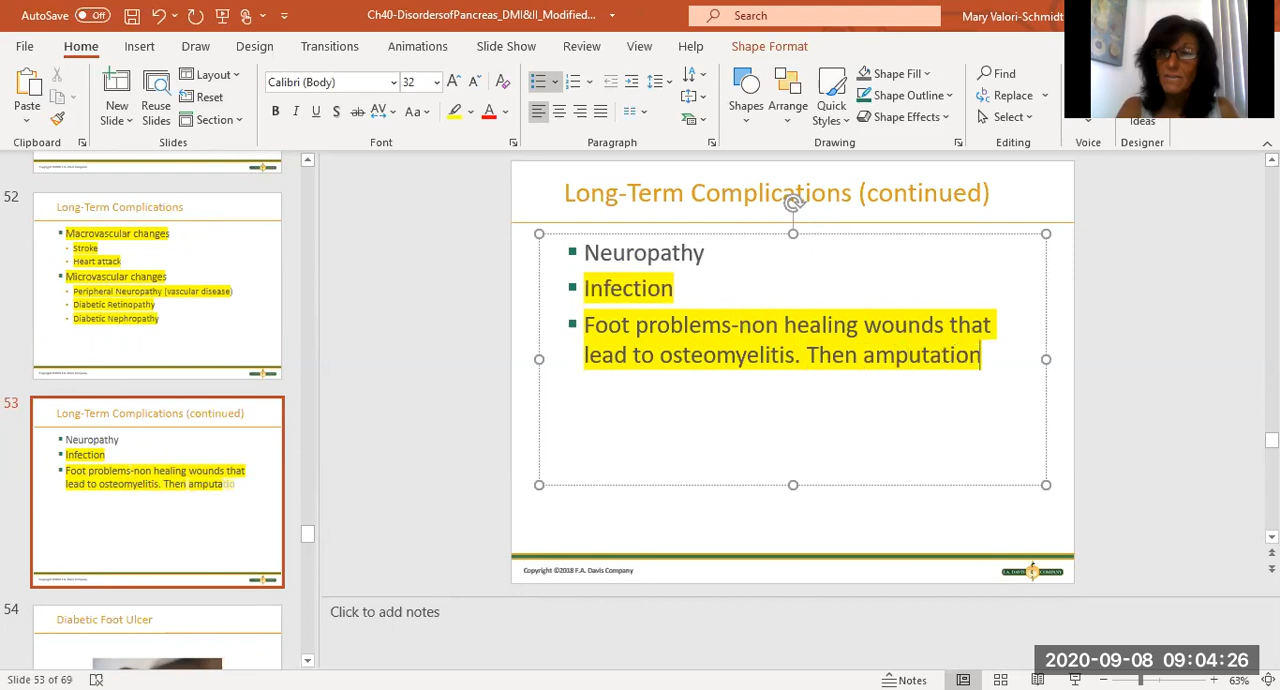 AutoSave Off
Ch40-DisordersofPancreas_DMI&II_Modified...
Search
Mary Valori-Schmidt
File Home Insert Draw Design Transitions Animations Slide Show Review View Help Shape Format
Paste
New Slide
Reuse Slides
Layout
Reset
Section
Calibri (Body) 32
Shapes
Arrange
Quick Styles
Shape Fill
Shape Outline
Shape Effects
Find
Replace
Select
Ideas
Clipboard Slides Font Paragraph Drawing Editing Voice Designer
52
Long-Term Complications
Macrovascular changes
Stroke
Heart attack
Microvascular changes
Peripheral Neuropathy (vascular disease)
Diabetic Retinopathy
Diabetic Nephropathy
53
Long-Term Complications (continued)
Neuropathy
Infection
Foot problems-non healing wounds that
lead to osteomyelitis. Then amputatio
54
Diabetic Foot Ulcer
Long-Term Complications (continued)
Neuropathy
Infection
Foot problems-non healing wounds that
lead to osteomyelitis. Then amputation
Copyright ©2018 F.A. Davis Company
F.A. DAVIS COMPANY
Click to add notes
2020-09-08 09:04:26
Slide 53 of 69
Notes
63%